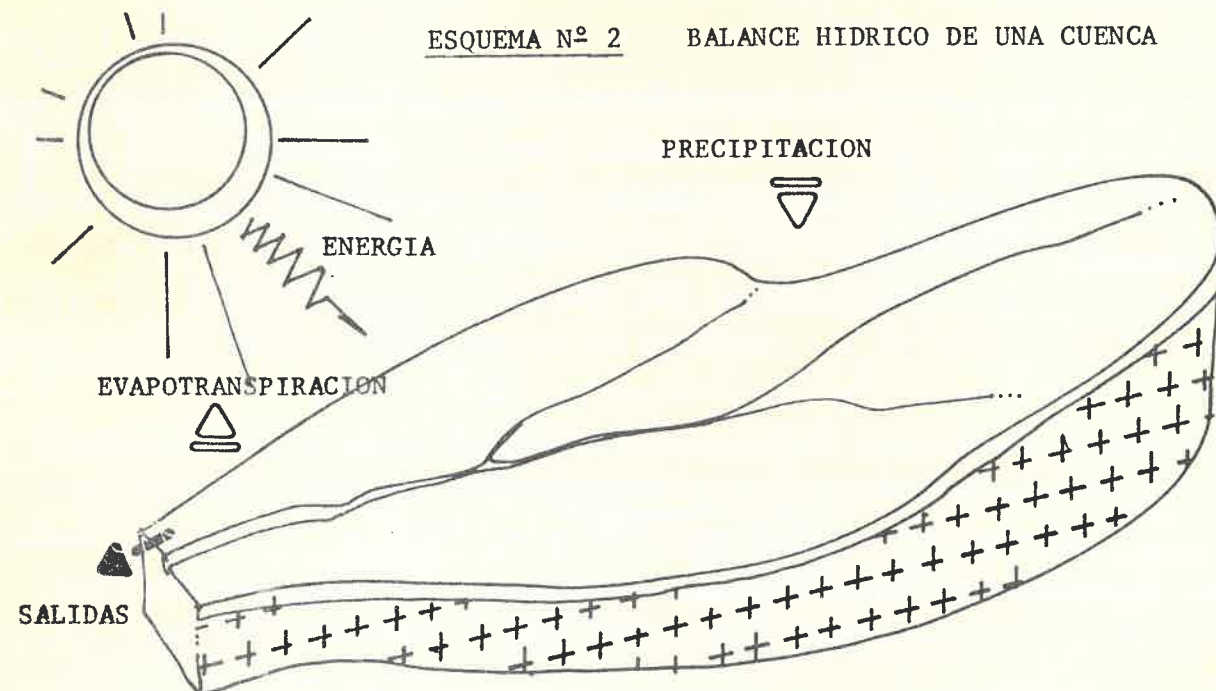 ESQUEMA Nº 2 BALANCE HIDRICO DE UNA CUENCA
PRECIPITACION
ENERGIA
EVAPOTRANSPIRACION
SALIDAS